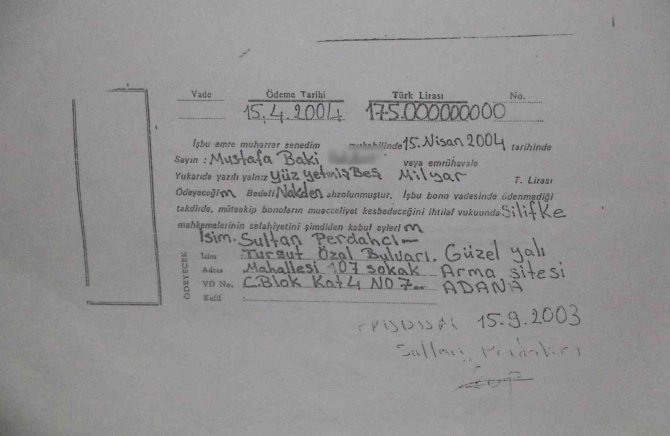 Vade Ödeme Tarihi Türk Lirası No.
15.4.2004 175.000000000
İşbu emre muharrer senedim mukabilinde 15.Nisan 2004 tarihinde
Sayın : Mustafa Baki veya emrühavale
Yukarıda yazılı yalnız yüz yetmiş Beş Milyar T. Lirası
Ödeyeceğim Bedeli Nakden ahzolunmuştur. İşbu bono vadesinde ödenmediği
takdirde, müteakip bonoların muacceliyet kesbedeceğini ihtilaf vukuunda Silifke
mahkemelerinin selahiyetini şimdiden kabul eylerim
İsim. Sultan Perdahcı
ÖDEYECEK
İsim : Turgut Özal Bulvarı. Güzel yalı
Adres : Mahallesi 107 sokak Arma sitesi
VD No. : C.Blok Kat 4 NO 7 ADANA
Kefil :
15.9.2003